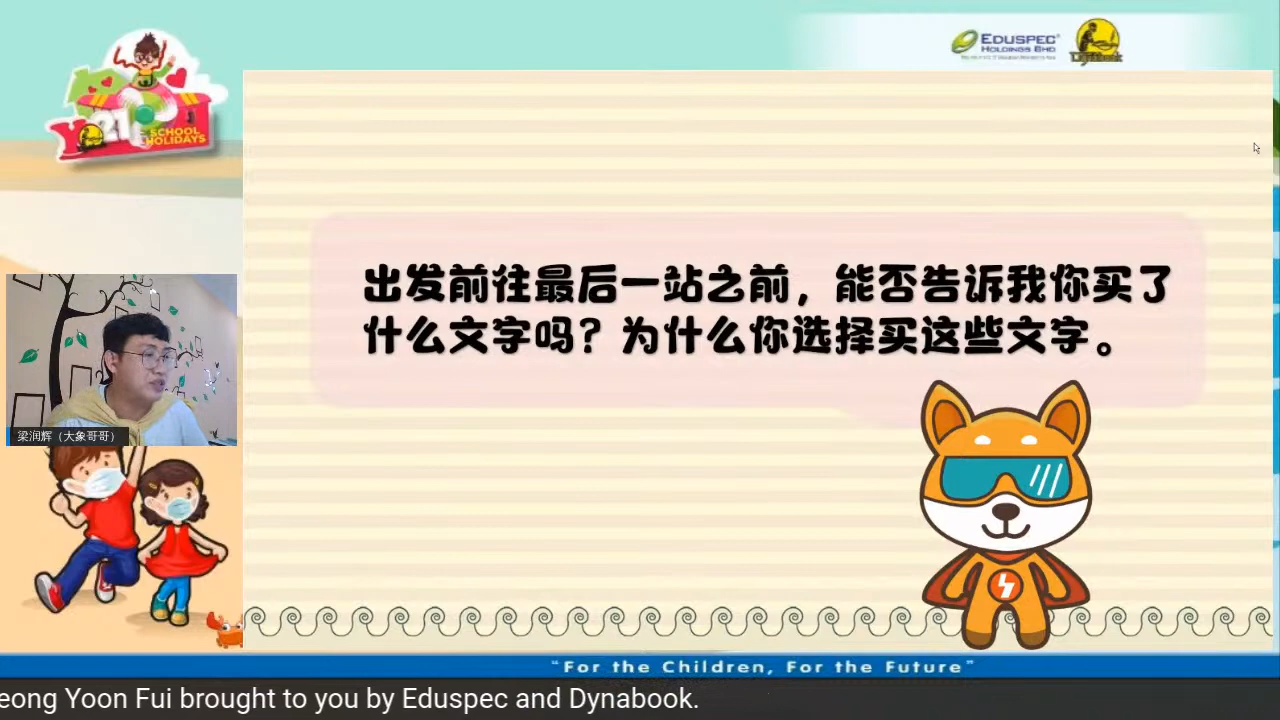 EDUSPEC
HOLDINGS BHD
Dynabook
21
SCHOOL
HOLIDAYS
出发前往最后一站之前，能否告诉我你买了
什么文字吗？为什么你选择买这些文字。
梁润辉（大象哥哥）
“For the Children, For the Future”
eong Yoon Fui brought to you by Eduspec and Dynabook.